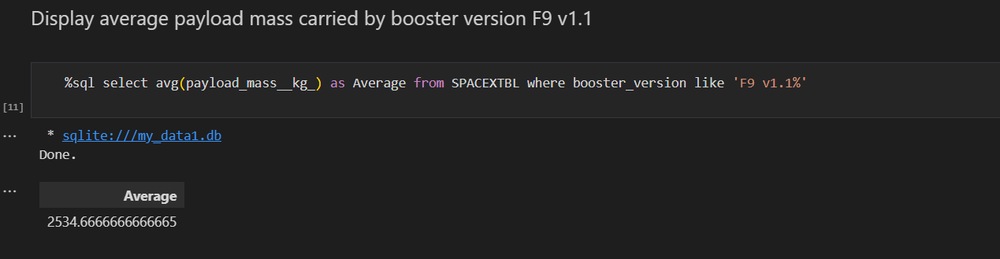 Display average payload mass carried by booster version F9 v1.1
%sql select avg(payload_mass__kg_) as Average from SPACEXTBL where booster_version like 'F9 v1.1%'
[11]
* sqlite:///my_data1.db
Done.
Average
2534.6666666666665